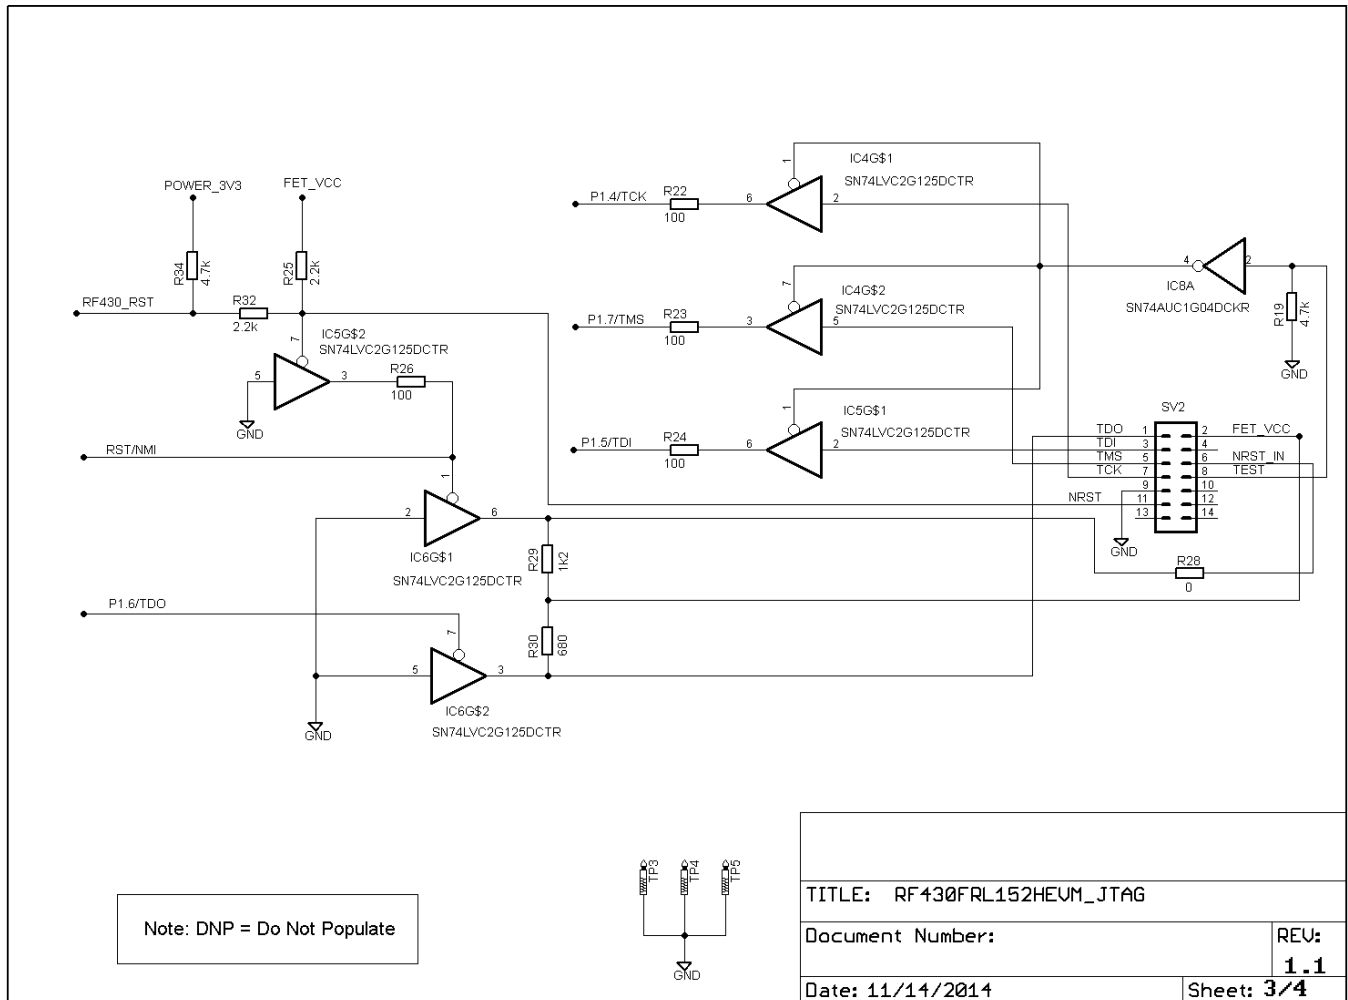 IC4G$1
SN74LVC2G125DCTR
1
P1.4/TCK
R22
100
6
2
POWER_3V3
FET_VCC
R34
4.7k
R25
2.2k
RF430_RST
R32
2.2k
7
IC5G$2
SN74LVC2G125DCTR
5
3
R26
100
GND
7
IC4G$2
SN74LVC2G125DCTR
P1.7/TMS
R23
100
3
5
4
2
IC8A
SN74AUC1G04DCKR
R19
4.7k
GND
1
IC5G$1
SN74LVC2G125DCTR
P1.5/TDI
R24
100
6
2
SV2
TDO 1 2 FET_VCC
TDI 3 4
TMS 5 6 NRST_IN
TCK 7 8 TEST
9 10
NRST 11 12
13 14
GND
R28
0
RST/NMI
1
2
6
IC6G$1
SN74LVC2G125DCTR
R29
1k2
P1.6/TDO
7
R30
680
5
3
IC6G$2
SN74LVC2G125DCTR
GND
TP3
TP4
TP5
GND
Note: DNP = Do Not Populate
TITLE: RF430FRL152HEVM_JTAG
Document Number:
REV:
1.1
Date: 11/14/2014
Sheet: 3/4